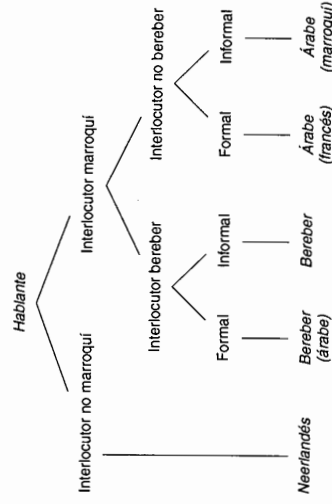 Hablante
Interlocutor no marroquí
Interlocutor marroquí
Interlocutor bereber
Interlocutor no bereber
Formal
Informal
Formal
Informal
Neerlandés
Bereber
(árabe)
Bereber
Árabe
(francés)
Árabe
(marroquí)